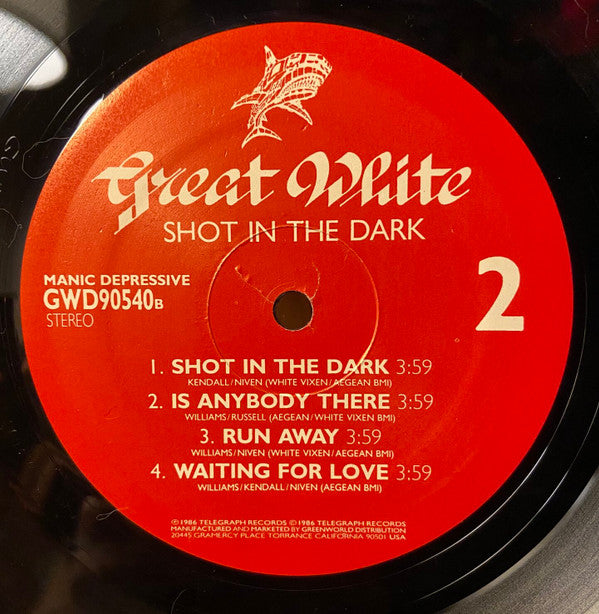 Great White
SHOT IN THE DARK
MANIC DEPRESSIVE
GWD90540B
STEREO
2
1. SHOT IN THE DARK 3:59
KENDALL/NIVEN (WHITE VIXEN/AEGEAN BMI)
2. IS ANYBODY THERE 3:59
WILLIAMS/RUSSELL (AEGEAN/WHITE VIXEN BMI)
3. RUN AWAY 3:59
WILLIAMS/NIVEN (WHITE VIXEN/AEGEAN BMI)
4. WAITING FOR LOVE 3:59
WILLIAMS/KENDALL/NIVEN (AEGEAN BMI)
℗1986 TELEGRAPH RECORDS ©1986 TELEGRAPH RECORDS
MANUFACTURED AND MARKETED BY GREENWORLD DISTRIBUTION
20445 GRAMERCY PLACE TORRANCE CALIFORNIA 90501 USA